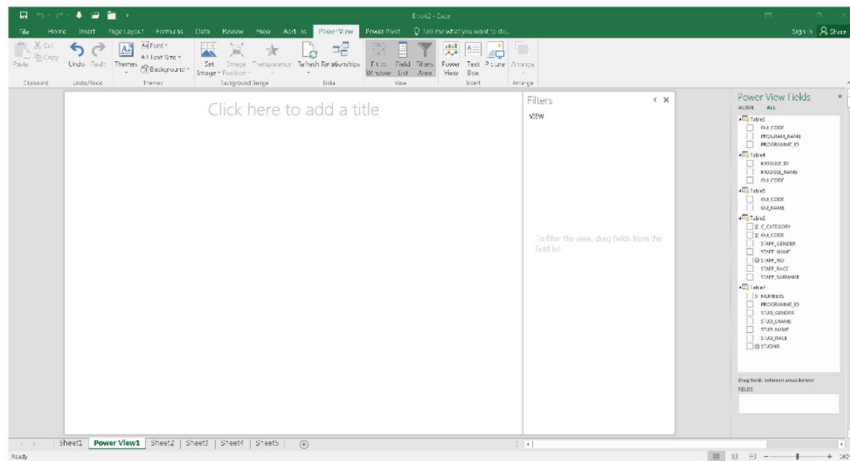 Book2 - Excel
File Home Insert Page Layout Formulas Data Review View Add-ins Power View Power Pivot Tell me what you want to do... Sign in Share
Paste Cut Copy Undo Redo Themes Font Text Size Background Set Image Image Position Transparency Refresh Relationships Fit to Window Field List Filters Area Power View Text Box Picture Arrange
Clipboard Undo/Redo Themes Background Image Data View Insert Arrange
Click here to add a title
Filters
VIEW
To filter the view, drag fields from the field list.
Power View Fields
ACTIVE ALL
OU_CODE
PROGRAM_NAME
PROGRAMME_ID
Table4
MODULE_ID
MODULE_NAME
OU_CODE
Table5
OU_CODE
OU_NAME
C_CATEGORY
OU_CODE
STAFF_GENDER
STAFF_NAME
STAFF_NO
STAFF_RACE
STAFF_SURNAME
NUMBERS
PROGRAMME_ID
STUD_GENDER
STUD_NAME
STUD_RACE
Drag fields between areas below:
FIELDS
Sheet1 Power View1 Sheet2 Sheet3 Sheet4 Sheet5
Ready